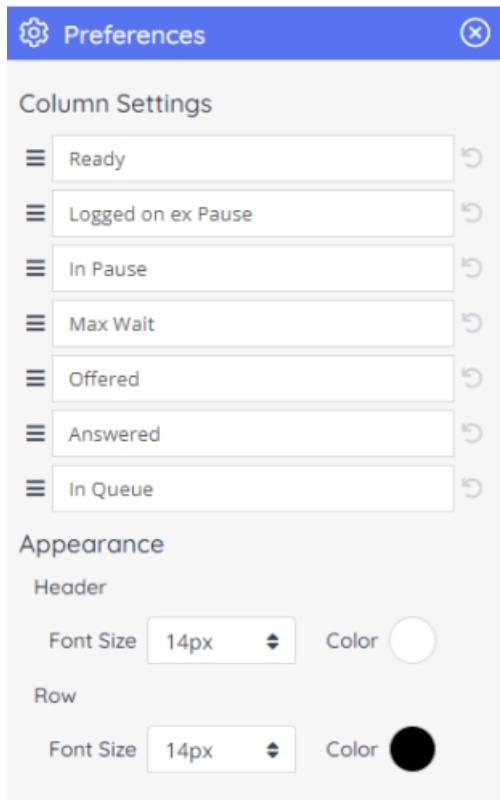 Preferences
Column Settings
Ready
Logged on ex Pause
In Pause
Max Wait
Offered
Answered
In Queue
Appearance
Header
Font Size 14px Color
Row
Font Size 14px Color